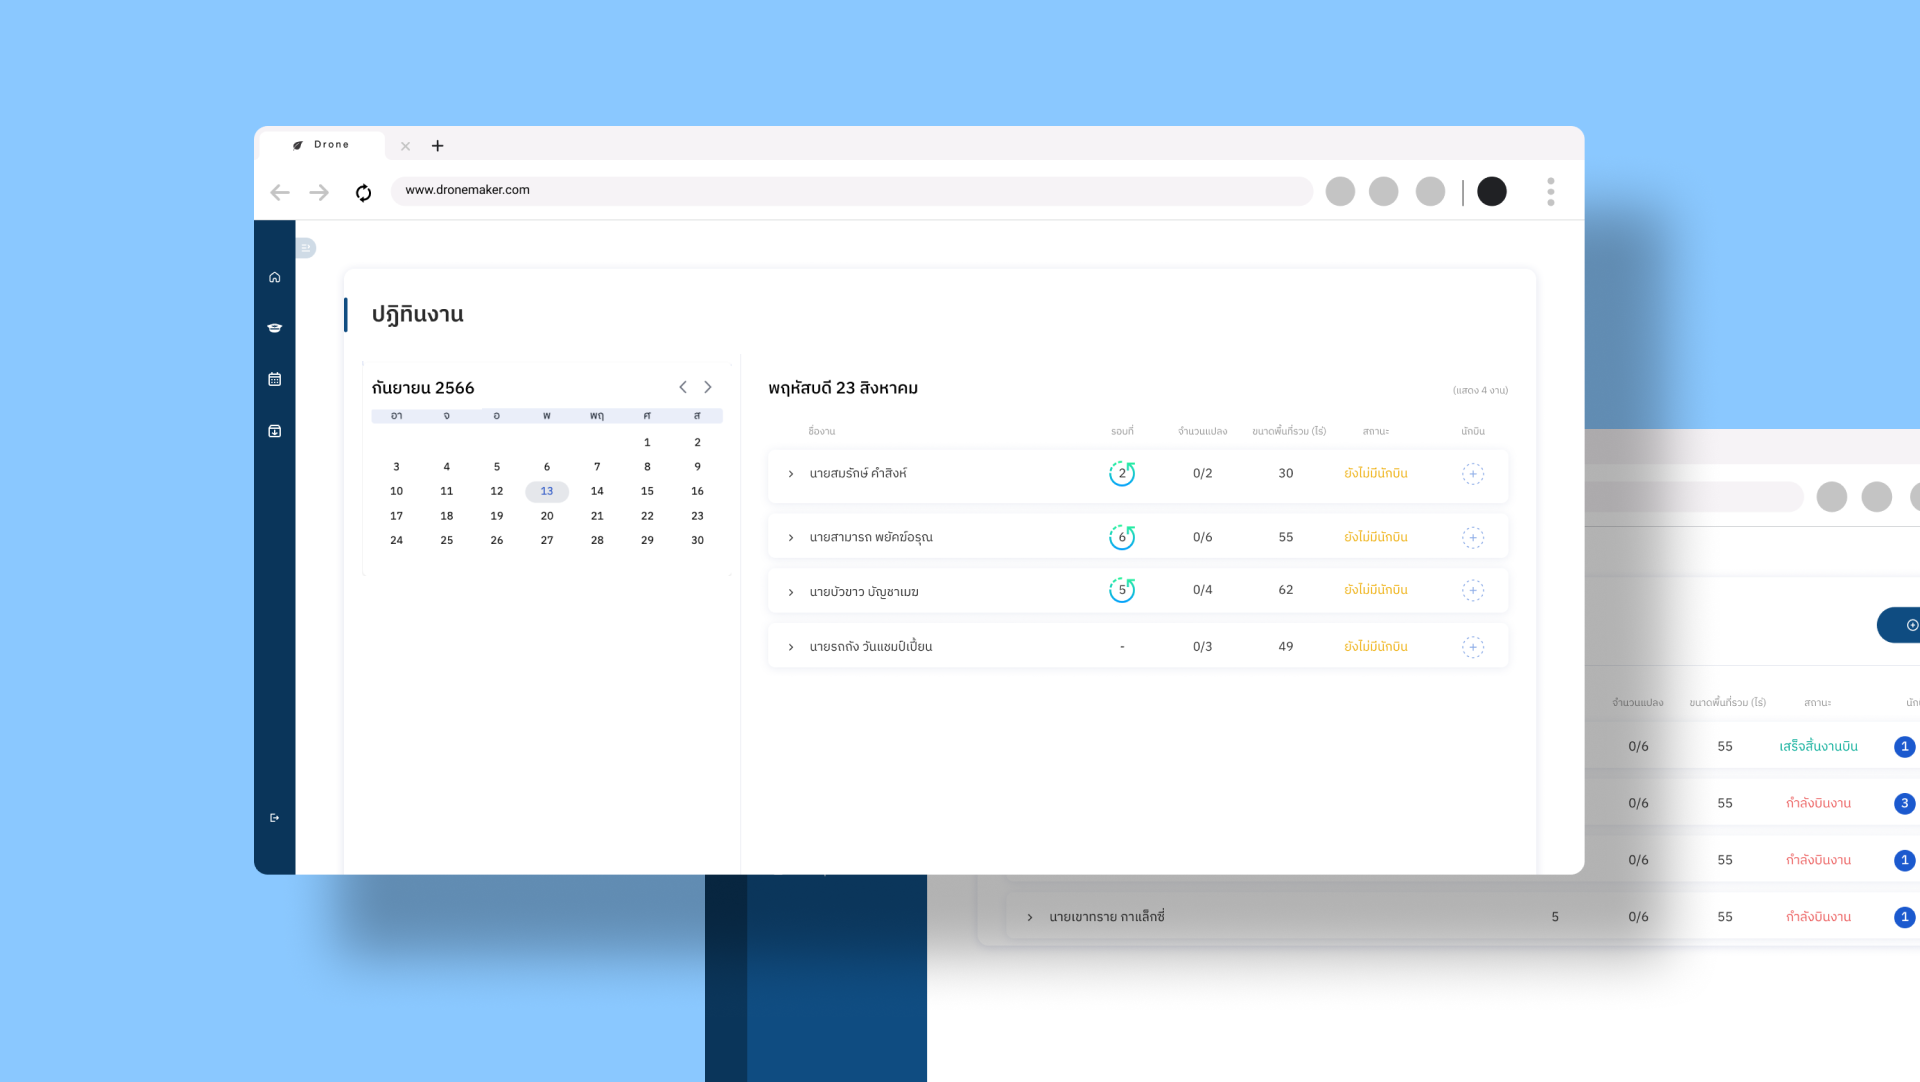 Drone
www.dronemaker.com
ปฏิทินงาน
กันยายน 2566
อา จ อ พ พฤ ศ ส
1 2
3 4 5 6 7 8 9
10 11 12 13 14 15 16
17 18 19 20 21 22 23
24 25 26 27 28 29 30
พฤหัสบดี 23 สิงหาคม
(แสดง 4 งาน)
ชื่องาน รอบที่ จำนวนแปลง ขนาดพื้นที่รวม (ไร่) สถานะ นักบิน
นายสมรักษ์ คำสิงห์ 2 0/2 30 ยังไม่มีนักบิน
นายสามารถ พยัคฆ์อรุณ 6 0/6 55 ยังไม่มีนักบิน
นายบัวขาว บัญชาเมฆ 5 0/4 62 ยังไม่มีนักบิน
นายรถถัง วันแชมป์เปี้ยน - 0/3 49 ยังไม่มีนักบิน
จำนวนแปลง ขนาดพื้นที่รวม (ไร่) สถานะ
0/6 55 เสร็จสิ้นงานบิน 1
0/6 55 กำลังบินงาน 3
0/6 55 กำลังบินงาน 1
นายเขาทราย กาแล็กซี่ 5 0/6 55 กำลังบินงาน 1